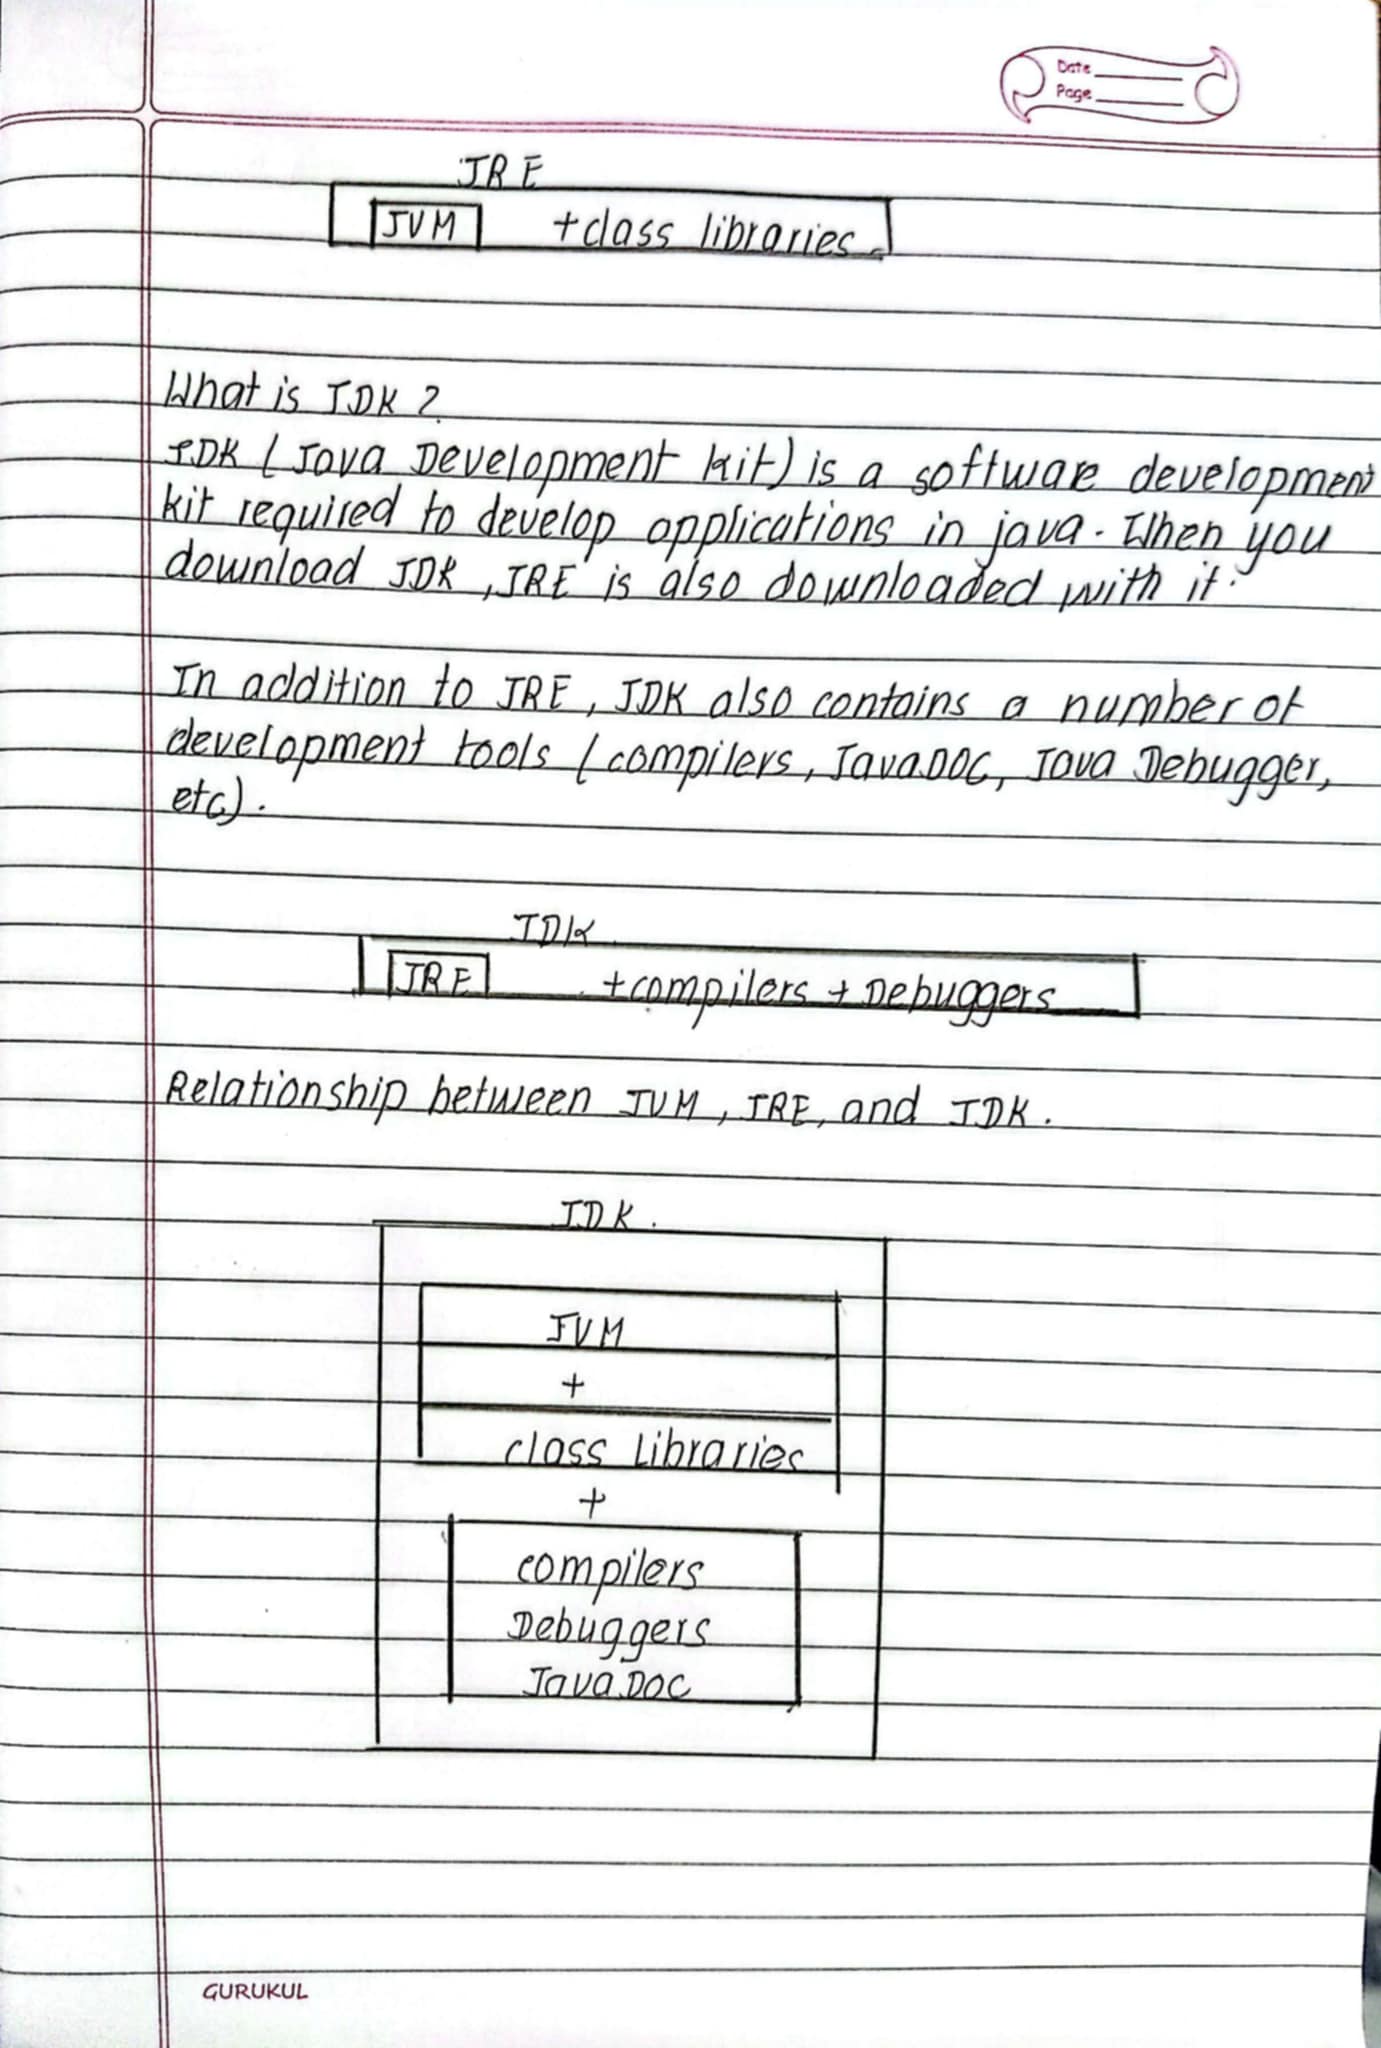 Date
Page
JRE
JVM + class libraries
What is JDK ?
JDK ( Java Development kit) is a software development
kit required to develop applications in java. When you
download JDK , JRE is also downloaded with it.
In addition to JRE , JDK also contains a number of
development tools ( compilers , JavaDOC, Java Debugger,
etc) .
JDK
JRE + compilers + Debuggers
Relationship between JVM , JRE, and JDK .
JDK .
JVM
+
class Libraries
+
compilers
Debuggers
JavaDOC
GURUKUL